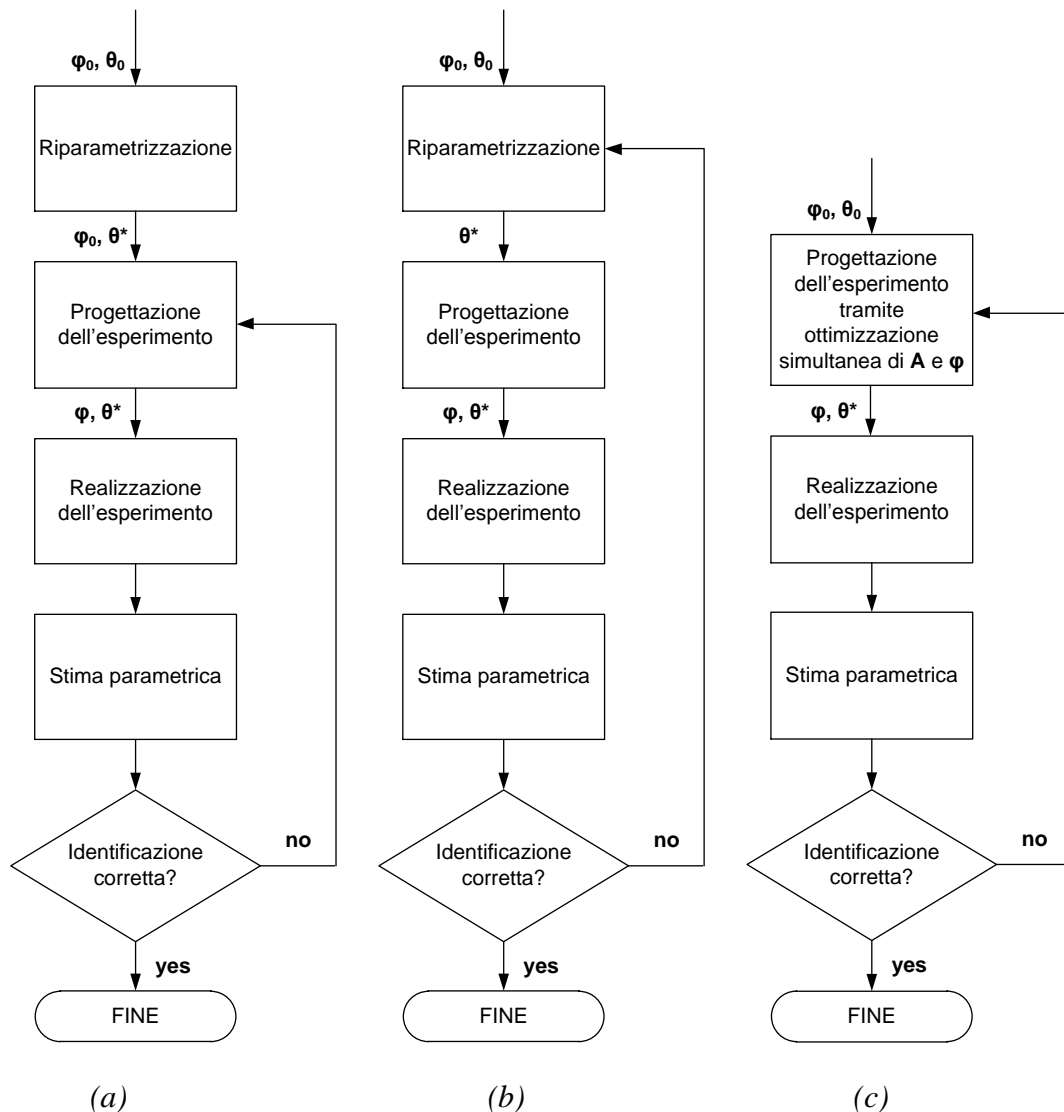 φ₀, θ₀
Riparametrizzazione
φ₀, θ*
Progettazione
dell'esperimento
φ, θ*
Realizzazione
dell'esperimento
Stima parametrica
Identificazione
corretta?
no
yes
FINE
(a)
φ₀, θ₀
Riparametrizzazione
θ*
Progettazione
dell'esperimento
φ, θ*
Realizzazione
dell'esperimento
Stima parametrica
Identificazione
corretta?
no
yes
FINE
(b)
φ₀, θ₀
Progettazione
dell'esperimento
tramite
ottimizzazione
simultanea di A e φ
φ, θ*
Realizzazione
dell'esperimento
Stima parametrica
Identificazione
corretta?
no
yes
FINE
(c)